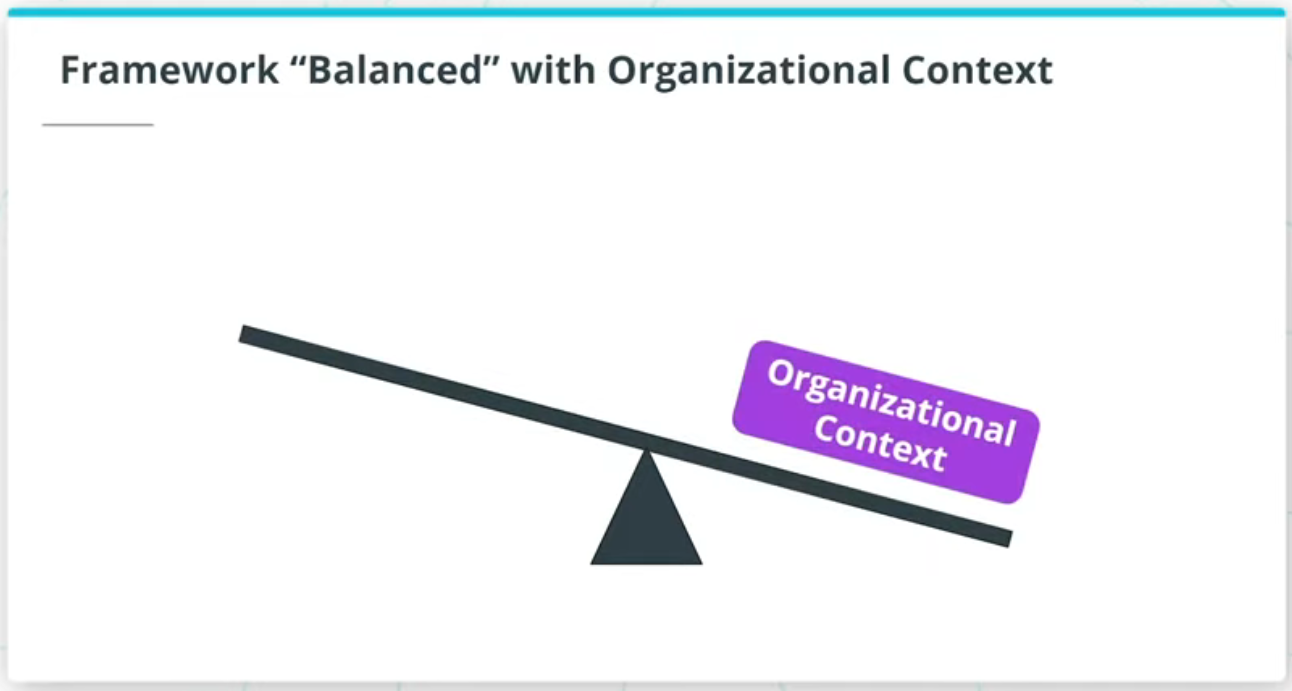 Framework “Balanced” with Organizational Context
Organizational
Context